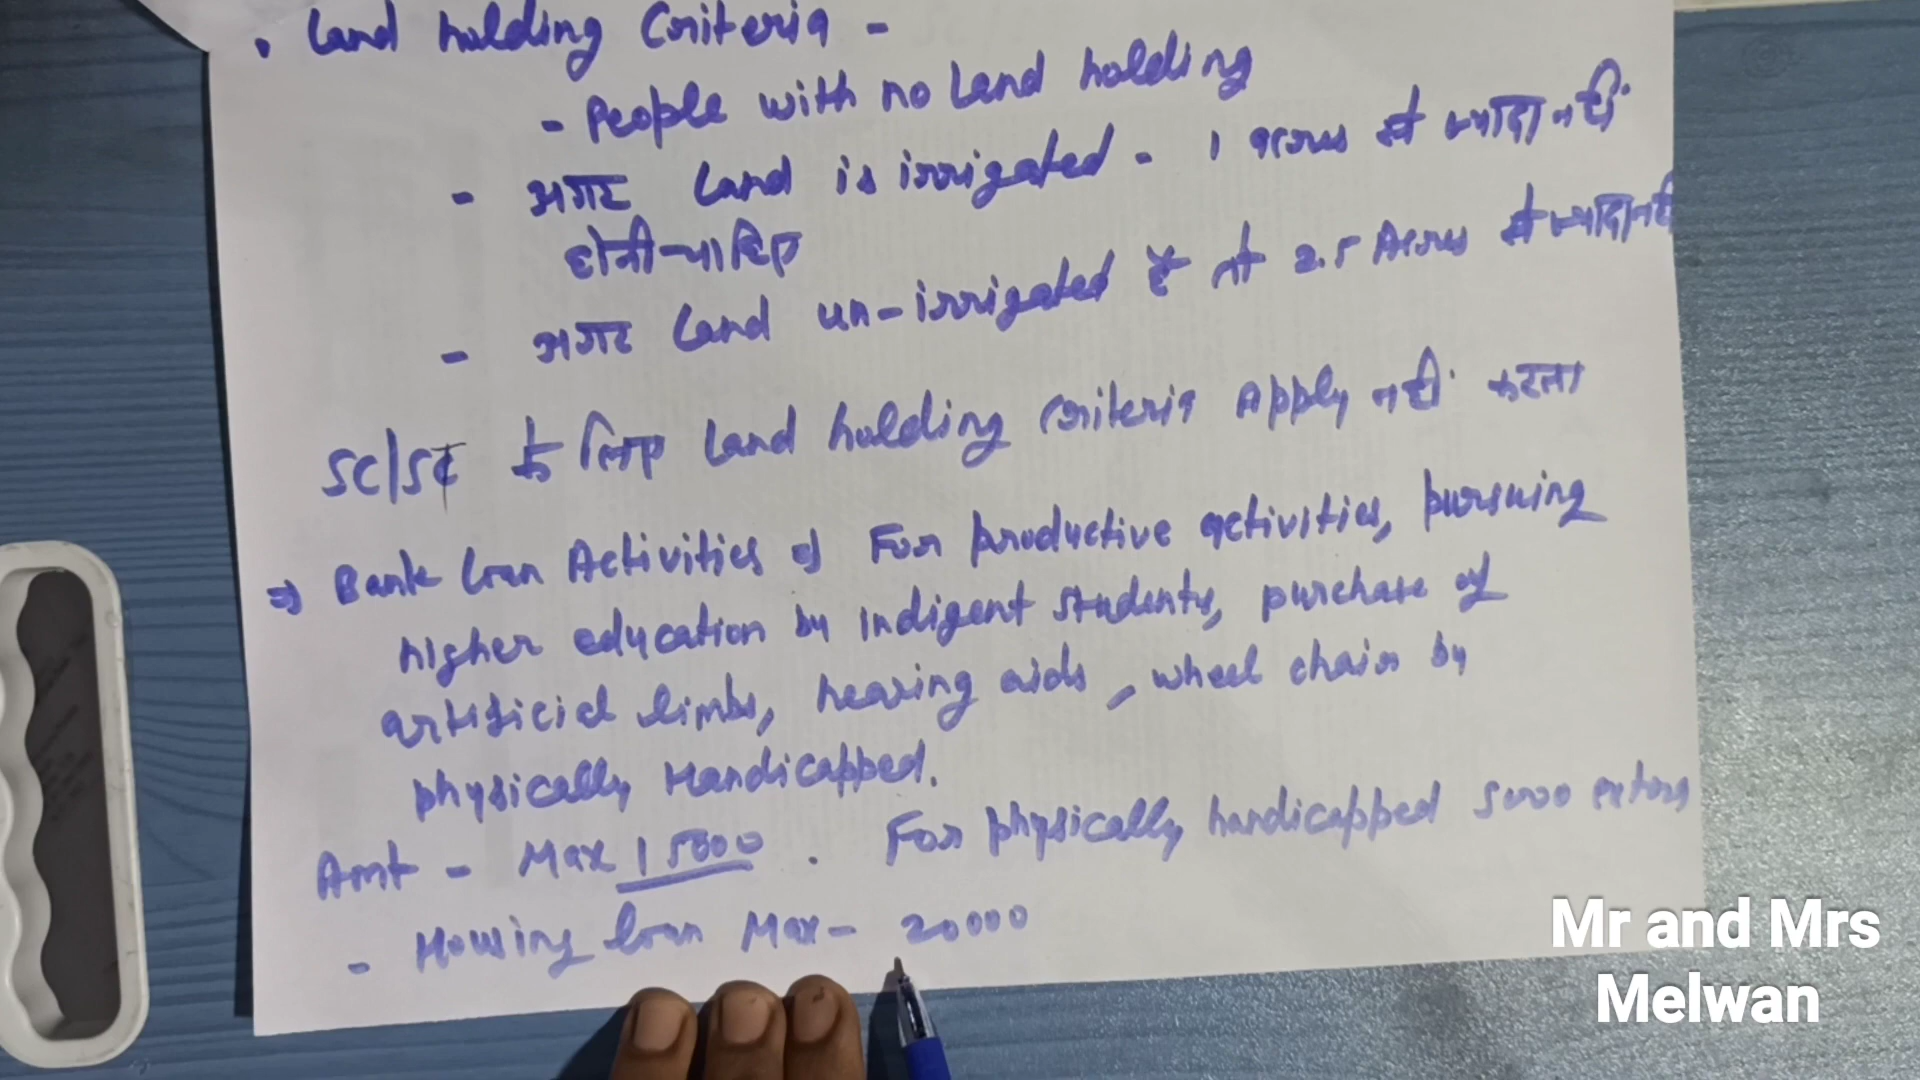 • Land holding Criteria -
- People with no Land holding
- अगर Land is irrigated - 1 acres से ज्यादा नहीं
होनी चाहिए
- अगर Land un-irrigated है तो 2.5 Acres से ज्यादा नहीं
SC/ST के लिए Land holding Criteria Apply नहीं करता
⇒ Bank Loan Activities ⇒ For productive activities, pursuing
higher education by indigent students, purchase of
artificial limbs, hearing aids, wheel chair by
physically Handicapped.
Amt - Max 15000. For physically handicapped 5000 extra
- Housing loan Max - 20000
Mr and Mrs
Melwan